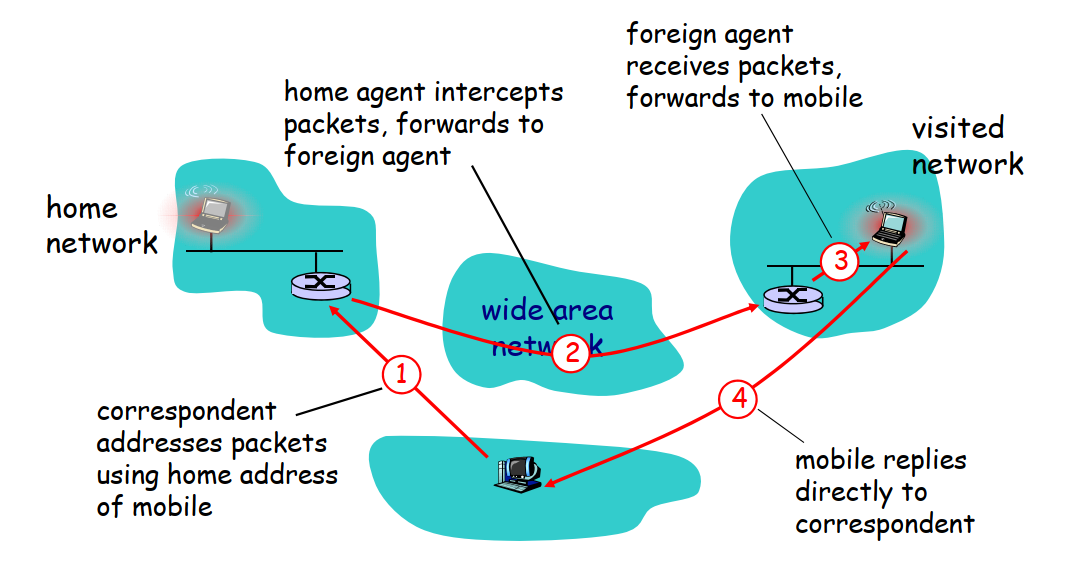 foreign agent
receives packets,
forwards to mobile
home agent intercepts
packets, forwards to
foreign agent
visited
network
home
network
3
wide area
network
2
1
4
correspondent
addresses packets
using home address
of mobile
mobile replies
directly to
correspondent